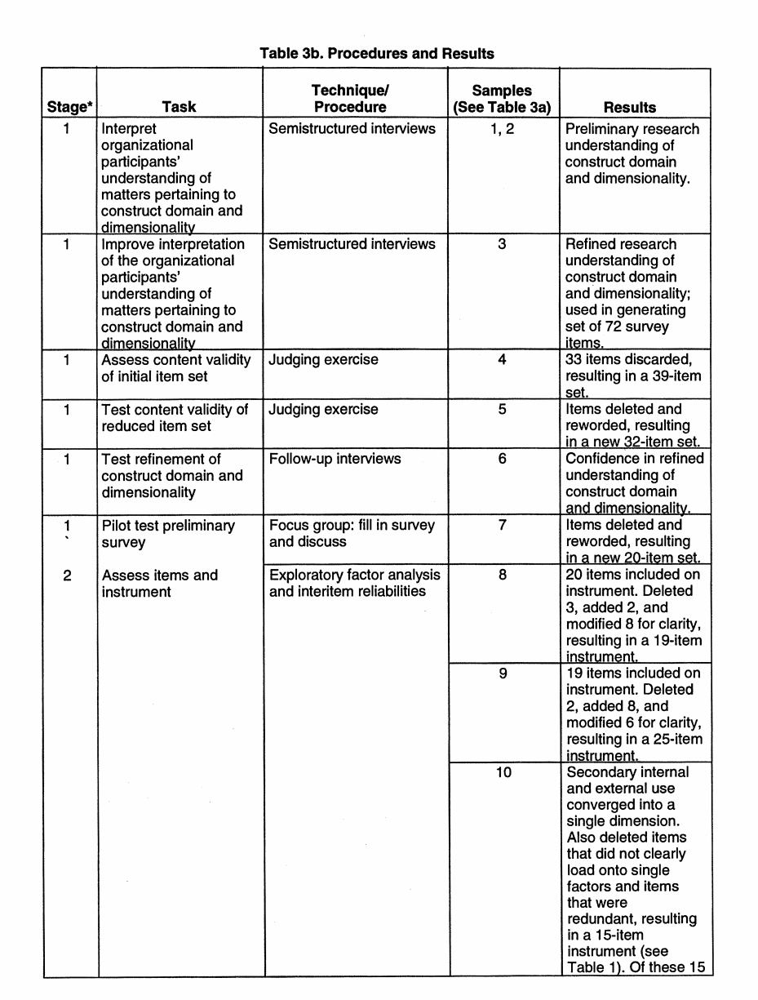 Table 3b. Procedures and Results
Stage*
Task
Technique/
Procedure
Samples
(See Table 3a)
Results
1
Interpret
organizational
participants'
understanding of
matters pertaining to
construct domain and
dimensionality
Semistructured interviews
1, 2
Preliminary research
understanding of
construct domain
and dimensionality.
1
Improve interpretation
of the organizational
participants'
understanding of
matters pertaining to
construct domain and
dimensionality
Semistructured interviews
3
Refined research
understanding of
construct domain
and dimensionality;
used in generating
set of 72 survey
items.
1
Assess content validity
of initial item set
Judging exercise
4
33 items discarded,
resulting in a 39-item
set.
1
Test content validity of
reduced item set
Judging exercise
5
Items deleted and
reworded, resulting
in a new 32-item set.
1
Test refinement of
construct domain and
dimensionality
Follow-up interviews
6
Confidence in refined
understanding of
construct domain
and dimensionality.
1
Pilot test preliminary
survey
Focus group: fill in survey
and discuss
7
Items deleted and
reworded, resulting
in a new 20-item set.
2
Assess items and
instrument
Exploratory factor analysis
and interitem reliabilities
8
20 items included on
instrument. Deleted
3, added 2, and
modified 8 for clarity,
resulting in a 19-item
instrument.
9
19 items included on
instrument. Deleted
2, added 8, and
modified 6 for clarity,
resulting in a 25-item
instrument.
10
Secondary internal
and external use
converged into a
single dimension.
Also deleted items
that did not clearly
load onto single
factors and items
that were
redundant, resulting
in a 15-item
instrument (see
Table 1). Of these 15